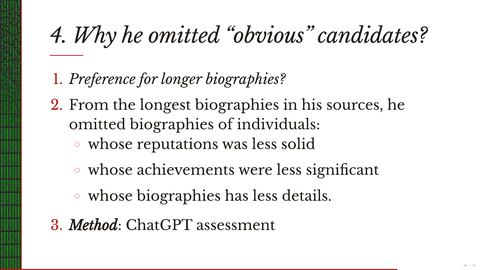 4. Why he omitted “obvious” candidates?
1. Preference for longer biographies?
2. From the longest biographies in his sources, he
omitted biographies of individuals:
○ whose reputations was less solid
○ whose achievements were less significant
○ whose biographies has less details.
3. Method: ChatGPT assessment